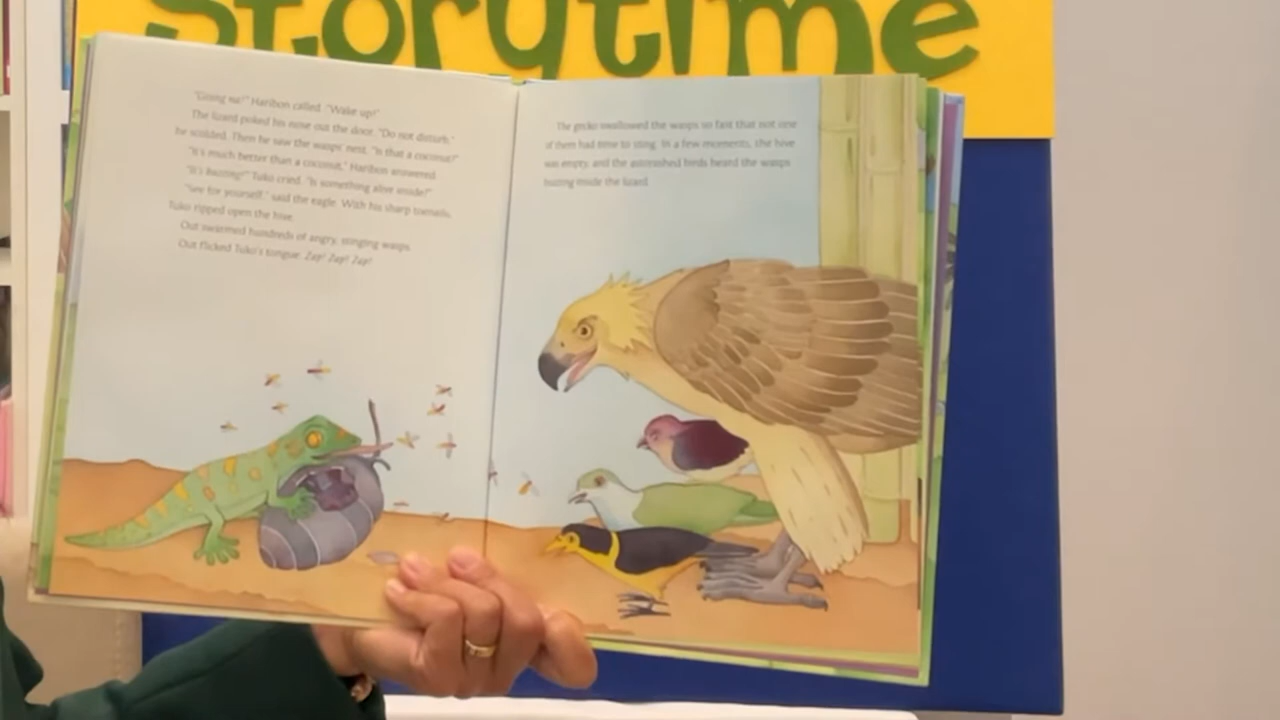 Storytime
"Gising na!" Haribon called. "Wake up!"
The lizard poked his nose out the door. "Do not disturb,"
he scolded. Then he saw the wasps' nest. "Is that a coconut?"
"It's much better than a coconut," Haribon answered.
"It's buzzing!" Tuko cried. "Is something alive inside?"
"See for yourself," said the eagle. With his sharp toenails,
Tuko ripped open the hive.
Out swarmed hundreds of angry, stinging wasps.
Out flicked Tuko's tongue. Zap! Zap! Zap!
The gecko swallowed the wasps so fast that not one
of them had time to sting. In a few moments, the hive
was empty, and the astonished birds heard the wasps
buzzing inside the lizard.